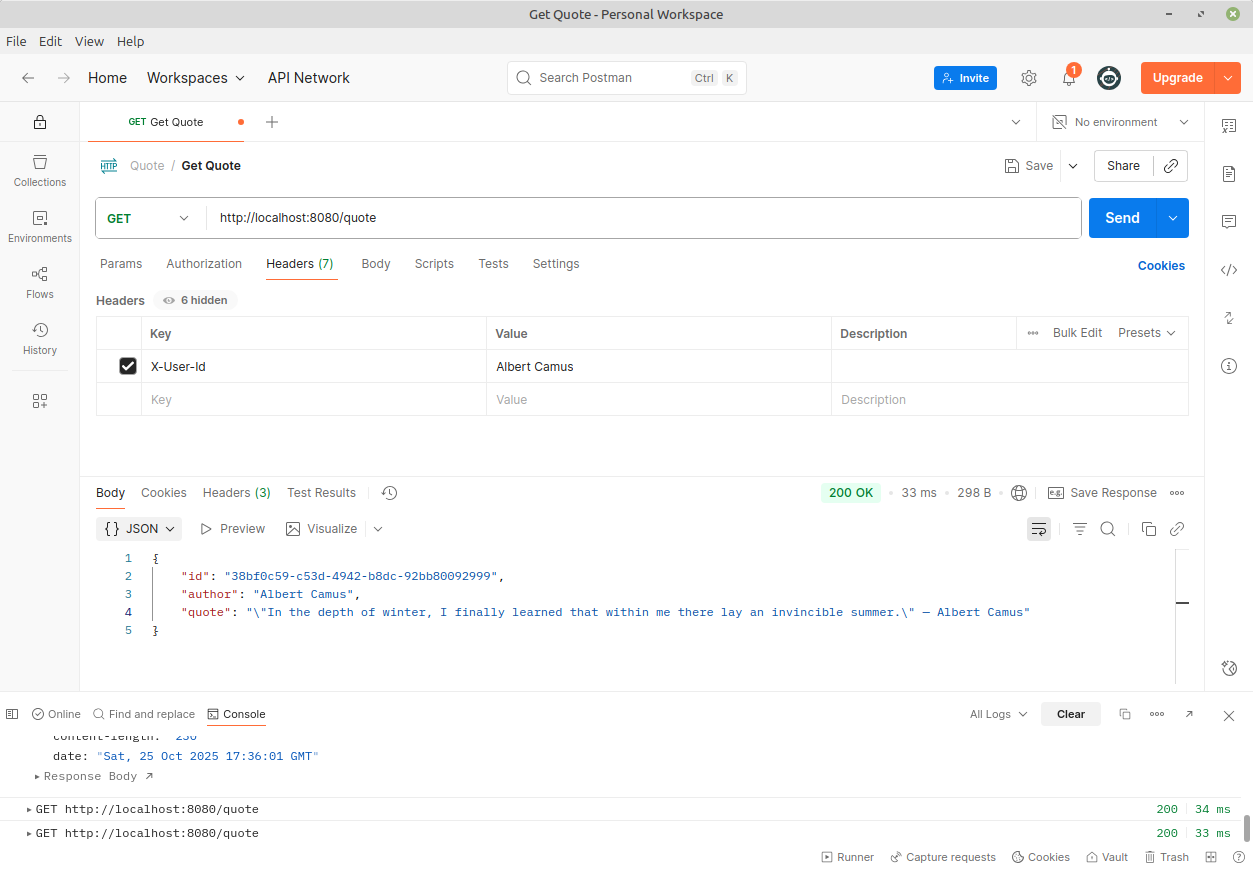 Get Quote - Personal Workspace
File Edit View Help
Home Workspaces API Network Search Postman Ctrl K Invite 1 Upgrade
GET Get Quote No environment
HTTP Quote / Get Quote Save Share
GET http://localhost:8080/quote Send
Params Authorization Headers (7) Body Scripts Tests Settings Cookies
Collections
Environments
Flows
History
Headers 6 hidden
Key Value Description Bulk Edit Presets
X-User-Id Albert Camus
Key Value Description
Body Cookies Headers (3) Test Results 200 OK • 33 ms • 298 B • e.g. Save Response
{} JSON Preview Visualize
1 {
2 "id": "38bf0c59-c53d-4942-b8dc-92bb80092999",
3 "author": "Albert Camus",
4 "quote": "\"In the depth of winter, I finally learned that within me there lay an invincible summer.\" — Albert Camus"
5 }
Online Find and replace Console All Logs Clear
content-length: "230"
date: "Sat, 25 Oct 2025 17:36:01 GMT"
Response Body
GET http://localhost:8080/quote 200 34 ms
GET http://localhost:8080/quote 200 33 ms
Runner Capture requests Cookies Vault Trash